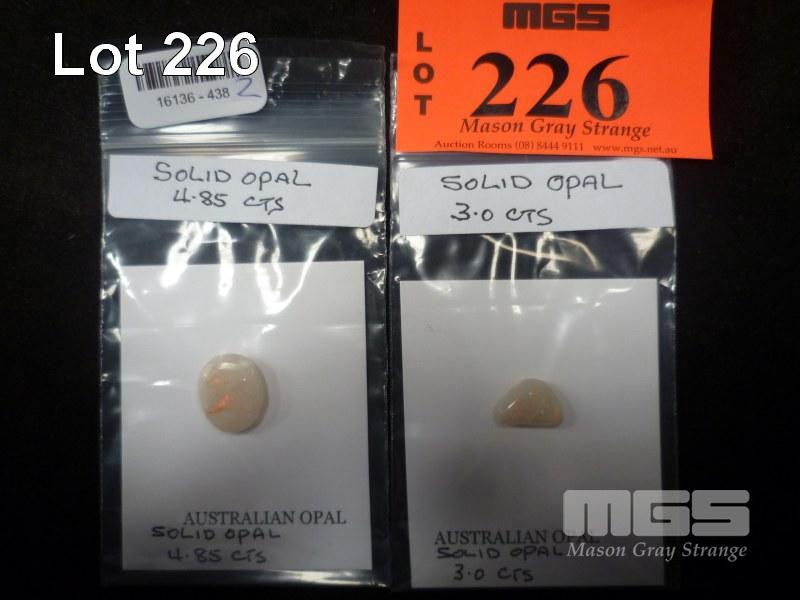 Lot 226
16136 - 438
2
MGS
LOT
226
Mason Gray Strange
Auction Rooms (08) 8444 9111 www.mgs.net.au
SOLID OPAL
4.85 CTS
SOLID OPAL
3.0 CTS
AUSTRALIAN OPAL
SOLID OPAL
4.85 CTS
AUSTRALIAN OPAL
SOLID OPAL
3.0 CTS
MGS
Mason Gray Strange